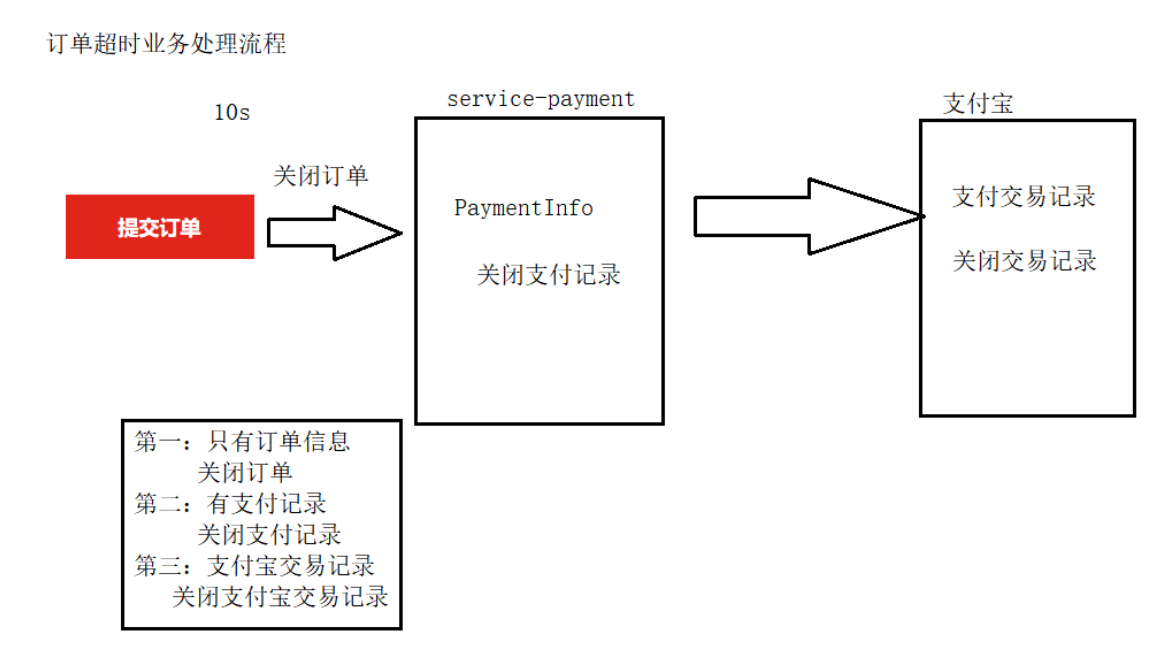 订单超时业务处理流程
10s
关闭订单
提交订单
service-payment
PaymentInfo
关闭支付记录
支付宝
支付交易记录
关闭交易记录
第一：只有订单信息
关闭订单
第二：有支付记录
关闭支付记录
第三：支付宝交易记录
关闭支付宝交易记录